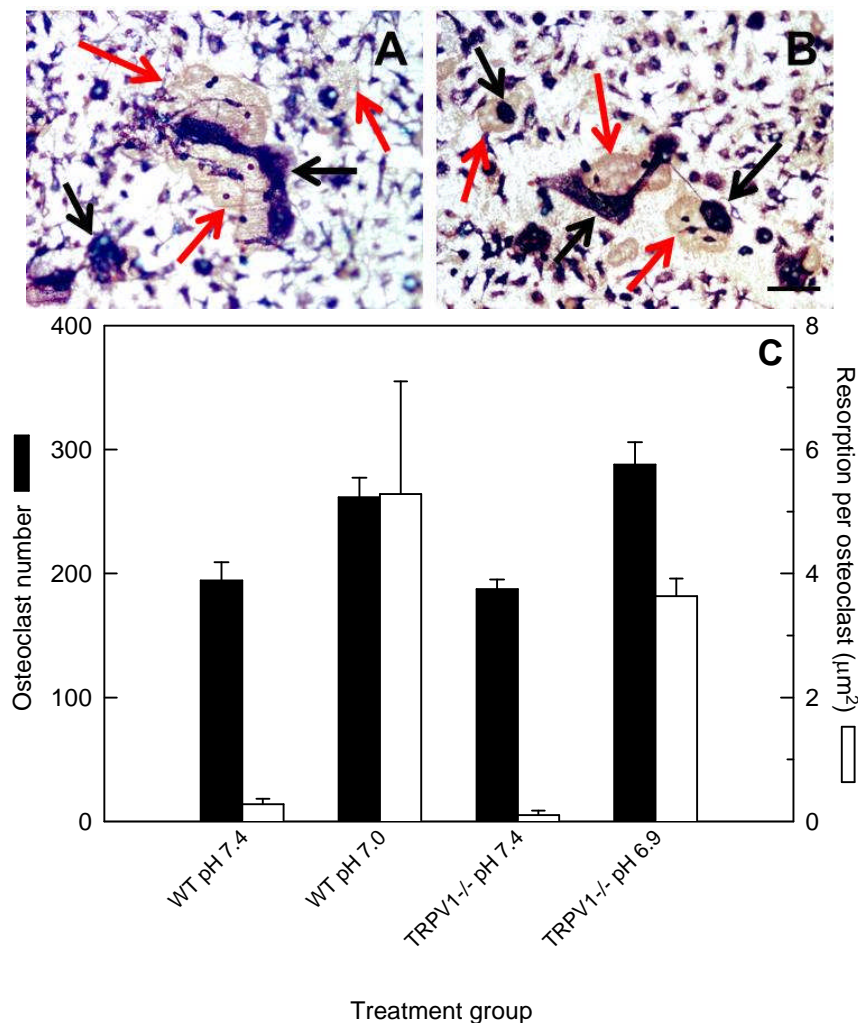 A
B
C
400
300
200
100
0
Osteoclast number
8
6
4
2
0
Resorption per osteoclast (μm²)
WT pH 7.4
WT pH 7.0
TRPV1-/- pH 7.4
TRPV1-/- pH 6.9
Treatment group